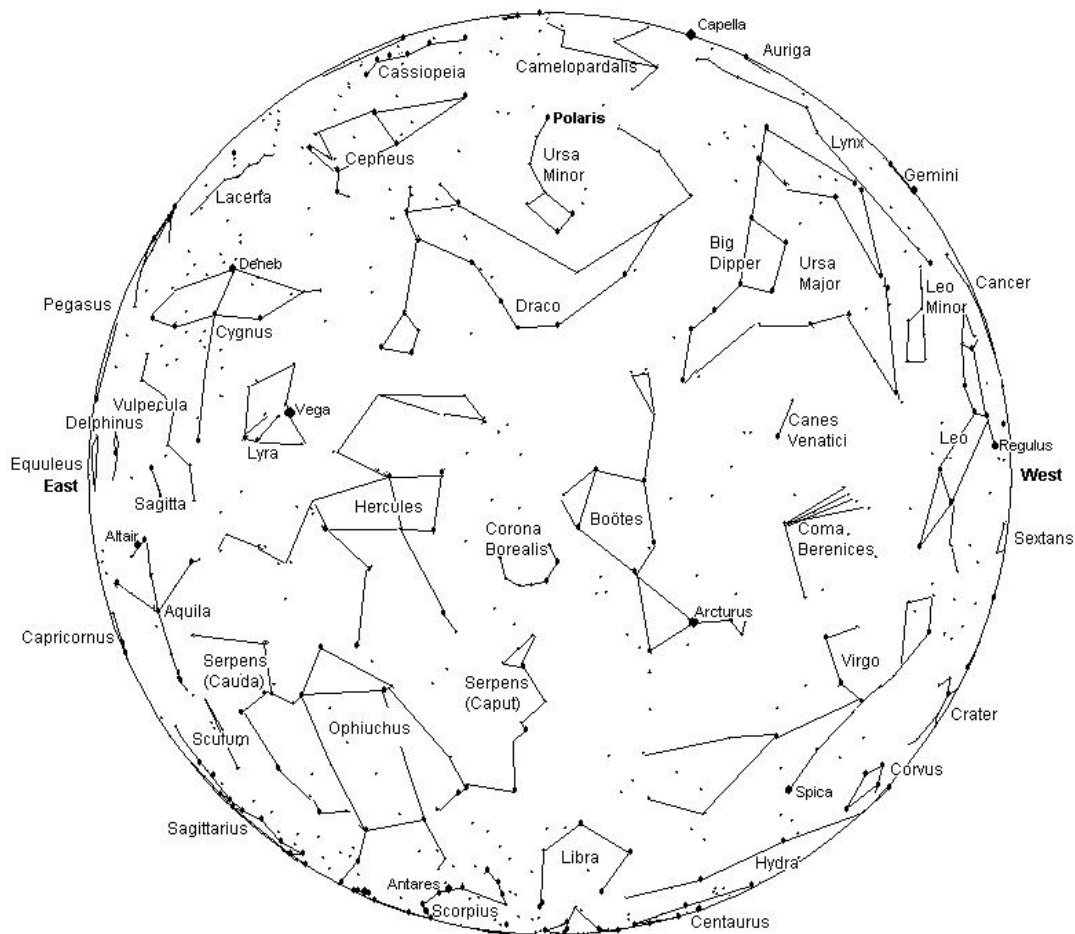 Capella
Auriga
Cassiopeia
Camelopardalis
Polaris
Lynx
Cepheus
Ursa
Minor
Gemini
Lacerta
Big
Dipper
Ursa
Major
Deneb
Leo
Minor
Cancer
Pegasus
Draco
Cygnus
Vulpecula
Vega
Canes
Venatici
Delphinus
Lyra
Leo
Regulus
Equuleus
East
West
Sagitta
Hercules
Boötes
Altair
Corona
Borealis
Coma
Berenices
Sextans
Aquila
Arcturus
Capricornus
Serpens
(Cauda)
Serpens
(Caput)
Virgo
Scutum
Ophiuchus
Crater
Corvus
Spica
Sagittarius
Libra
Hydra
Antares
Scorpius
Centaurus